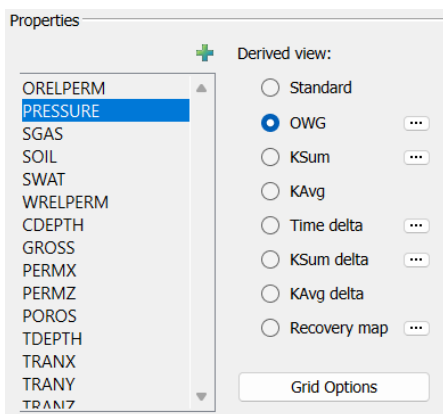 Properties
Derived view:
ORELPERM
PRESSURE
SGAS
SOIL
SWAT
WRELPERM
CDEPTH
GROSS
PERMX
PERMZ
POROS
TDEPTH
TRANX
TRANY
TRANZ
Standard
OWG ...
KSum ...
KAvg
Time delta ...
KSum delta ...
KAvg delta
Recovery map ...
Grid Options